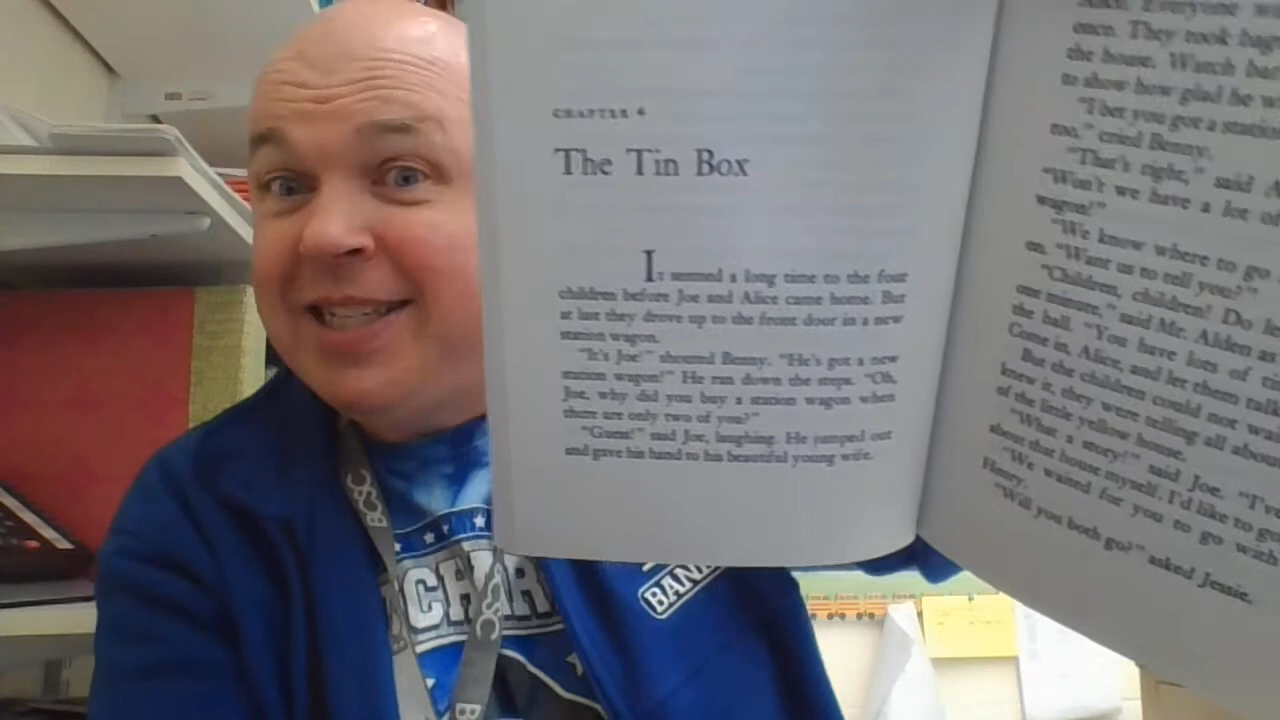 CHAPTER 4
The Tin Box
It seemed a long time to the four
children before Joe and Alice came home. But
at last they drove up to the front door in a new
station wagon.
"It's Joe!" shouted Benny. "He's got a new
station wagon!" He ran down the steps. "Oh,
Joe, why did you buy a station wagon when
there are only two of you?"
"Guess!" said Joe, laughing. He jumped out
and gave his hand to his beautiful young wife,
Everyone
once. They took
the house. Watch
to show how glad he
"I bet you got a station
too," cried Benny.
"That's right," said
"Won't we have a lot of
wagon!"
"We know where to go
on. "Want us to tell you?"
"Children, children! Do
one minute," said Mr. Alden as
the hall. "You have lots of
Come in, Alice, and let them talk
But the children could not
knew it, they were telling all about
of the little yellow house.
"What a story!" said Joe. "I've
about that house myself. I'd like to go
"We waited for you to go with
Henry.
"Will you both go?" asked Jessie.
BCSC
BCSC
B
BAN